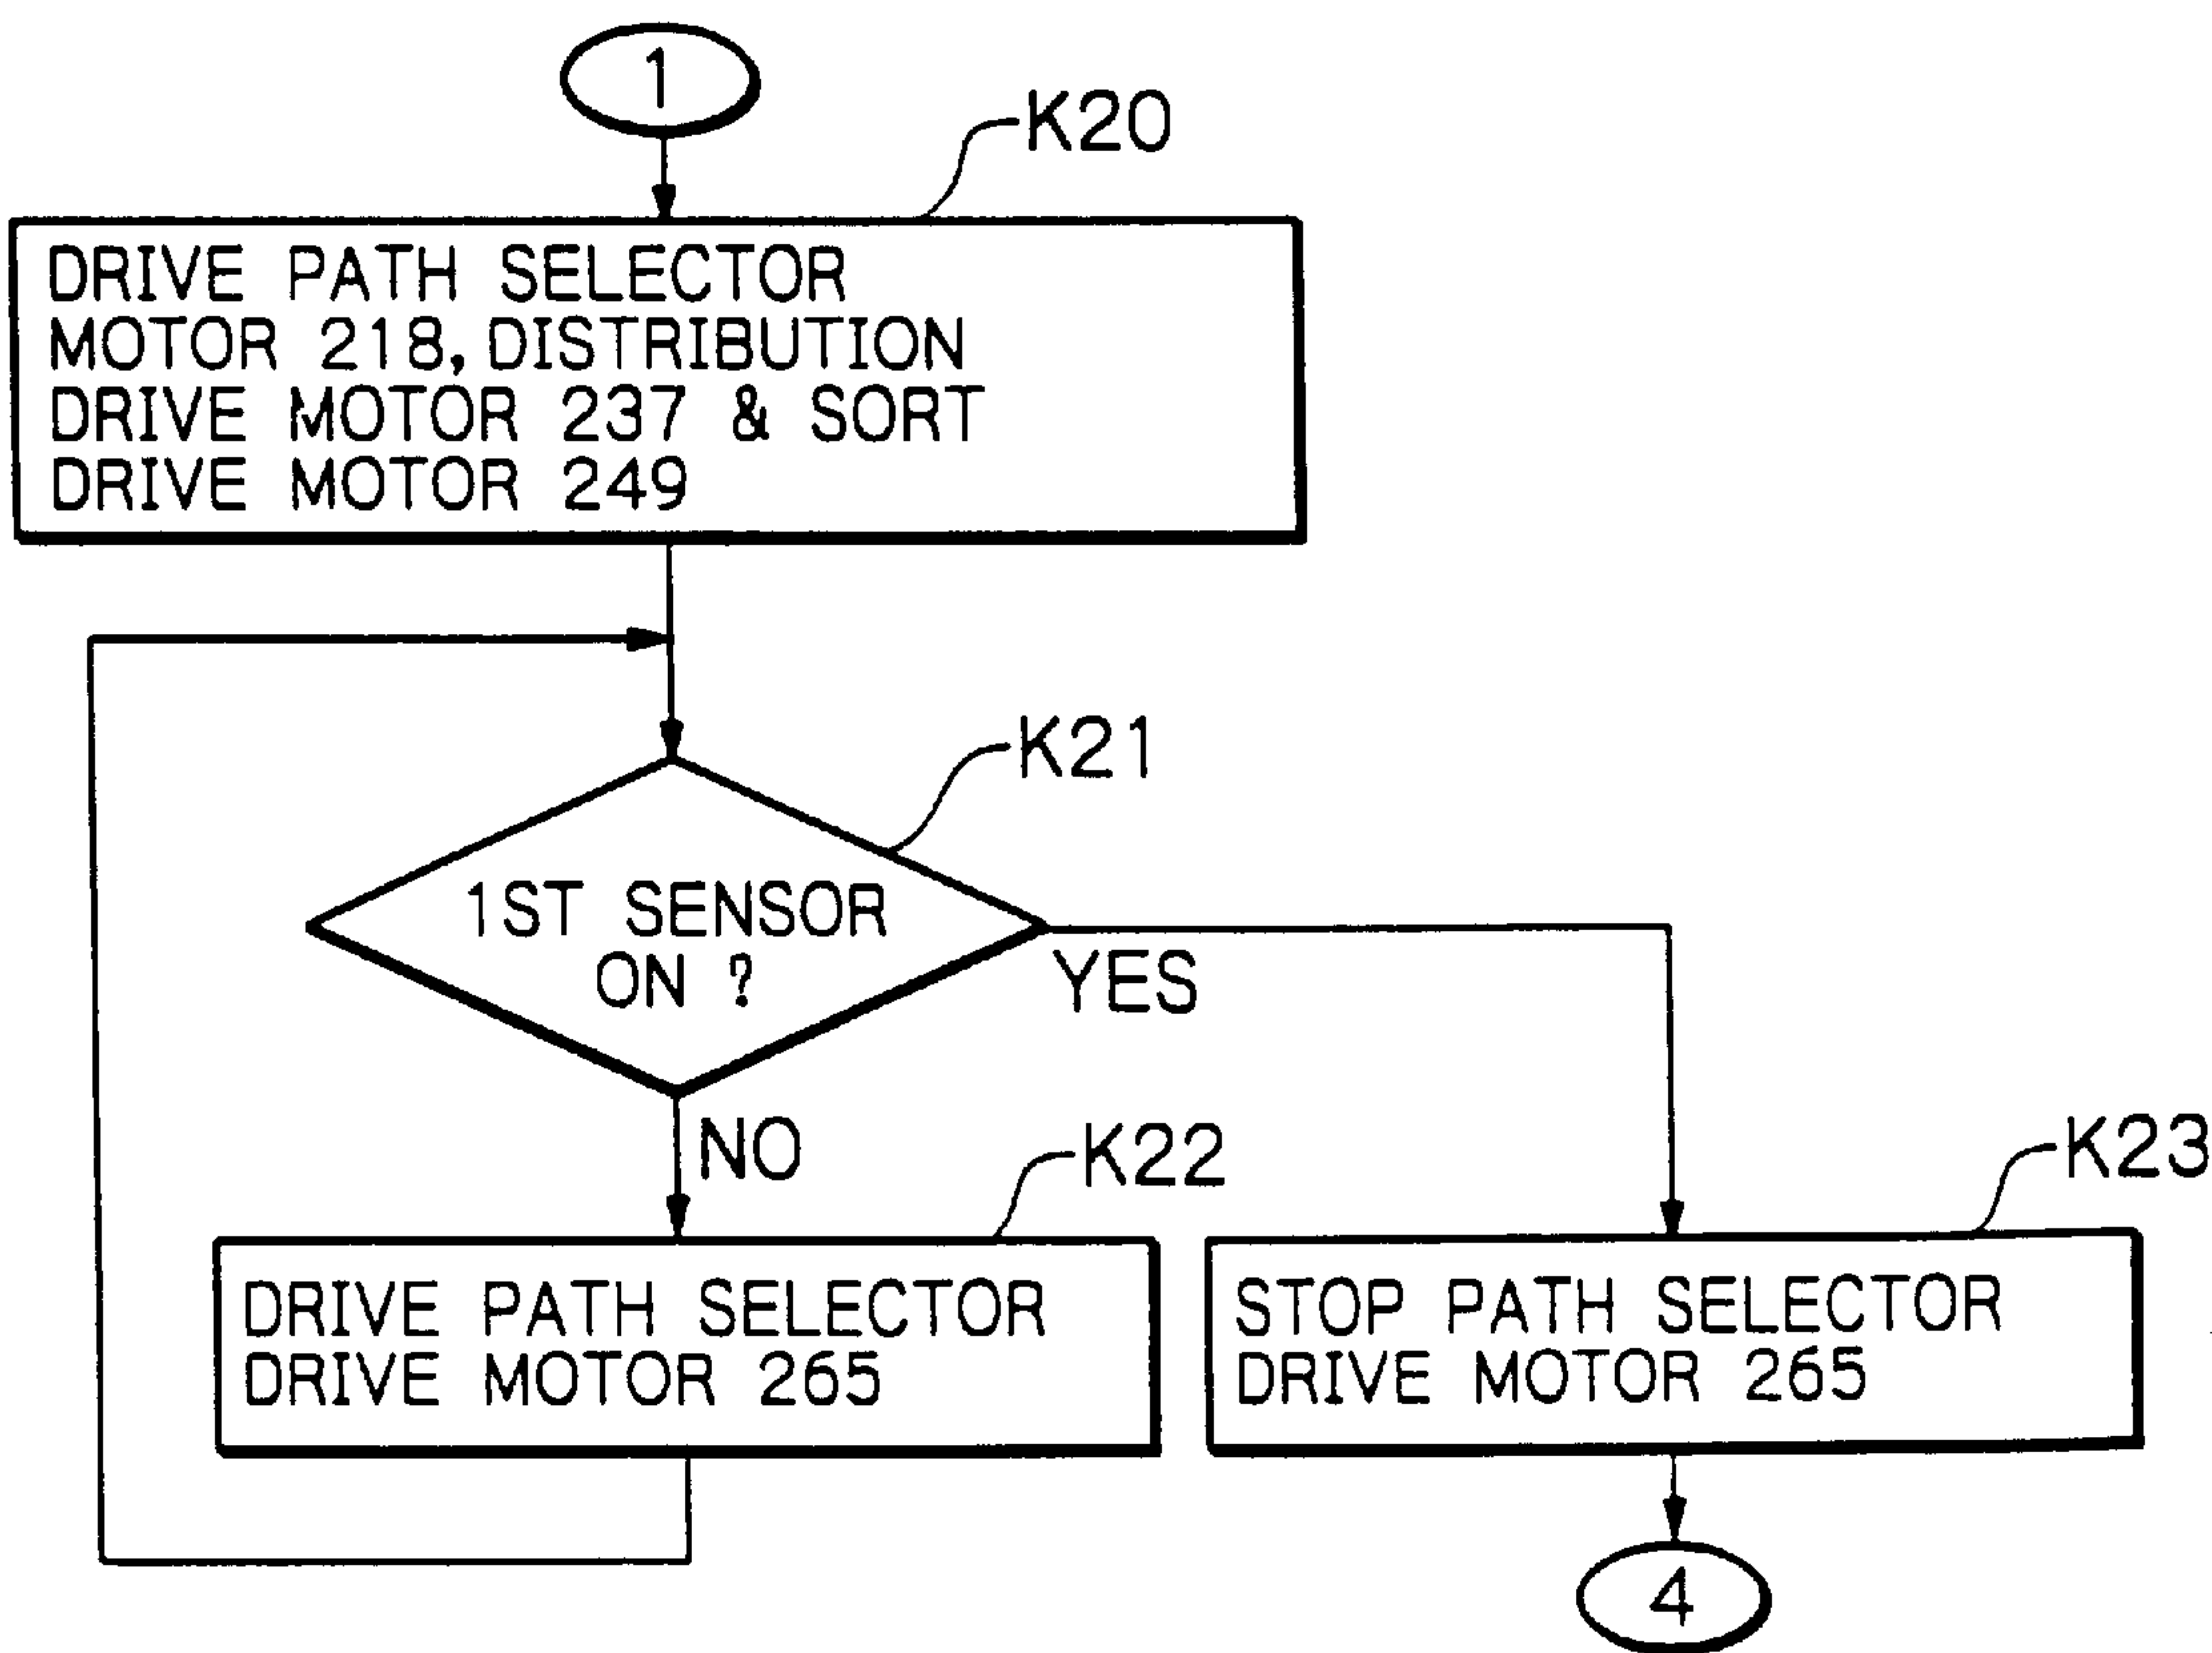 1
K20
DRIVE PATH SELECTOR
MOTOR 218, DISTRIBUTION
DRIVE MOTOR 237 & SORT
DRIVE MOTOR 249
K21
1ST SENSOR
ON ?
YES
NO
K22
DRIVE PATH SELECTOR
DRIVE MOTOR 265
K23
STOP PATH SELECTOR
DRIVE MOTOR 265
4